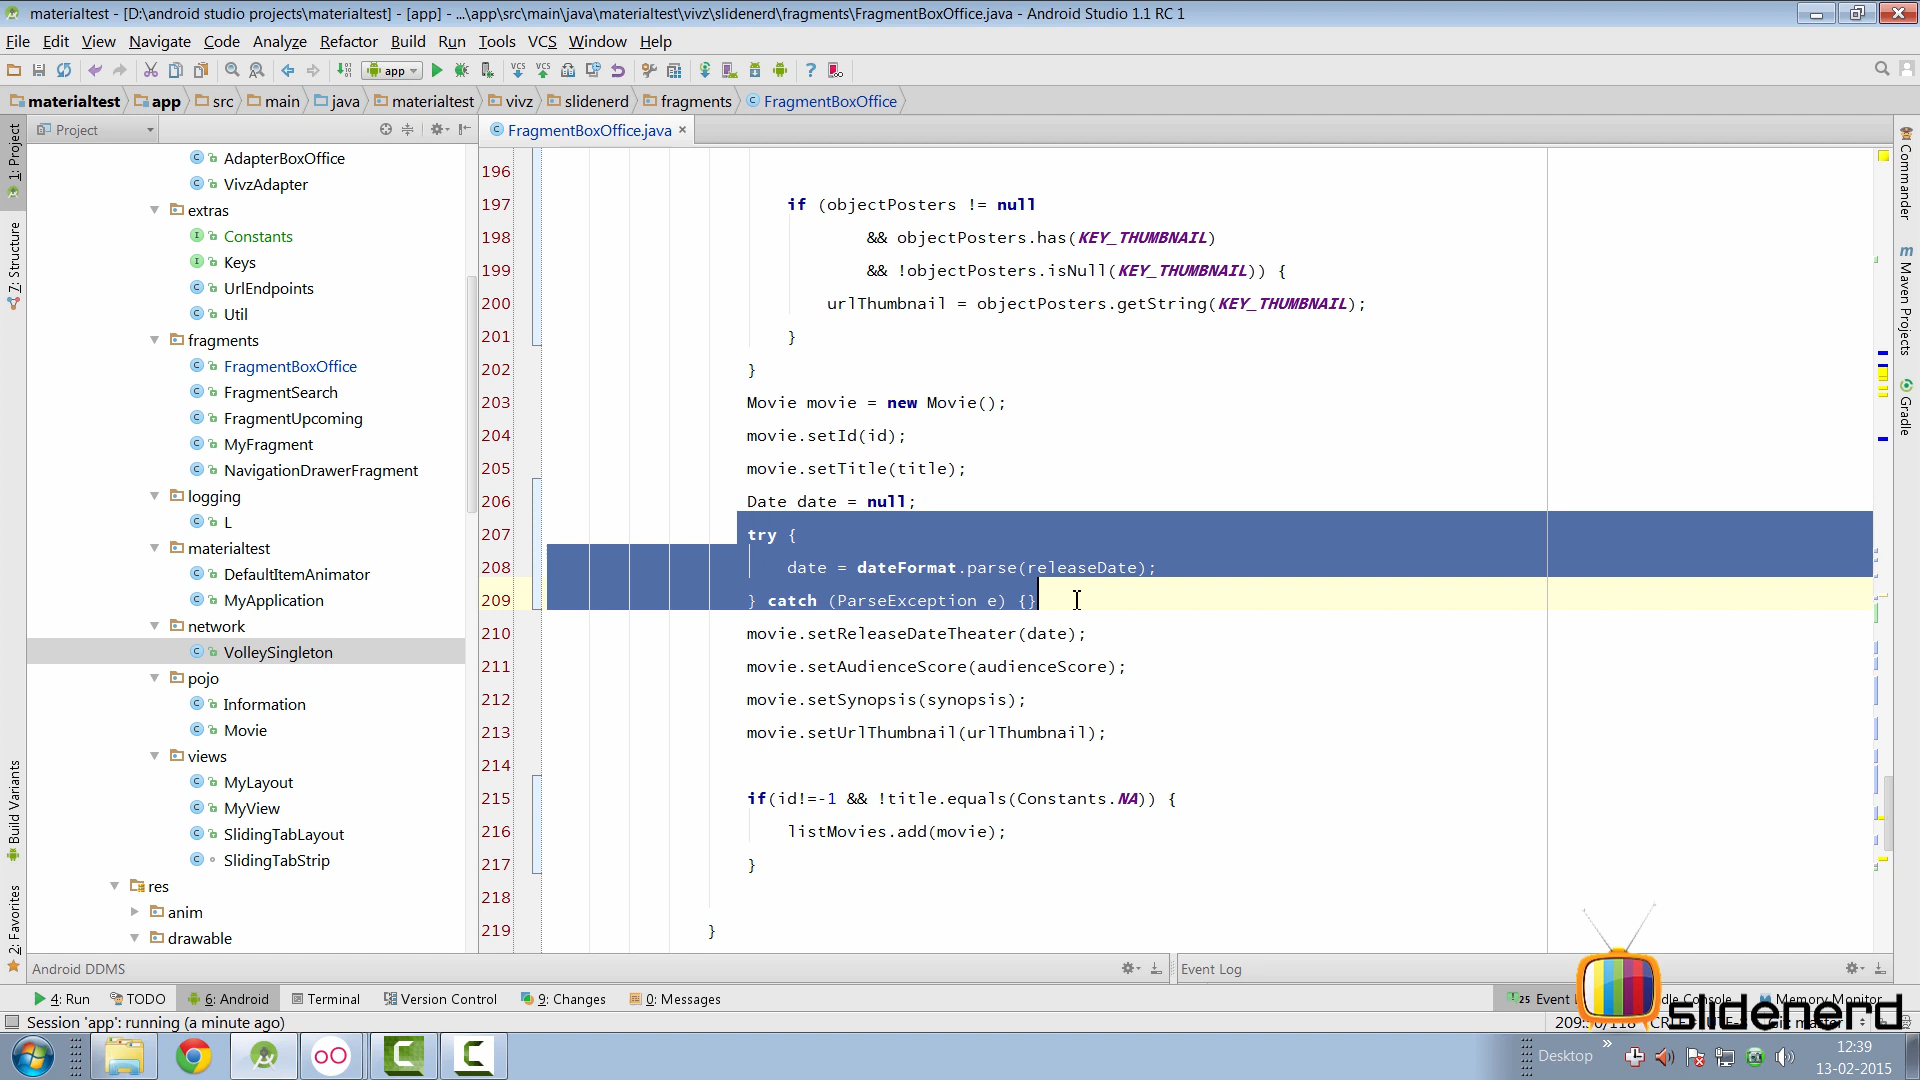 materialtest - [D:\android studio projects\materialtest] - [app] - ...\app\src\main\java\materialtest\vivz\slidenerd\fragments\FragmentBoxOffice.java - Android Studio 1.1 RC 1
File Edit View Navigate Code Analyze Refactor Build Run Tools VCS Window Help
app
materialtest app src main java materialtest vivz slidenerd fragments FragmentBoxOffice
Project
FragmentBoxOffice.java
1: Project
7: Structure
Build Variants
2: Favorites
AdapterBoxOffice
VivzAdapter
extras
Constants
Keys
UrlEndpoints
Util
fragments
FragmentBoxOffice
FragmentSearch
FragmentUpcoming
MyFragment
NavigationDrawerFragment
logging
L
materialtest
DefaultItemAnimator
MyApplication
network
VolleySingleton
pojo
Information
Movie
views
MyLayout
MyView
SlidingTabLayout
SlidingTabStrip
res
anim
drawable
196
197 if (objectPosters != null
198 && objectPosters.has(KEY_THUMBNAIL)
199 && !objectPosters.isNull(KEY_THUMBNAIL)) {
200 urlThumbnail = objectPosters.getString(KEY_THUMBNAIL);
201 }
202 }
203 Movie movie = new Movie();
204 movie.setId(id);
205 movie.setTitle(title);
206 Date date = null;
207 try {
208 date = dateFormat.parse(releaseDate);
209 } catch (ParseException e) {}
210 movie.setReleaseDateTheater(date);
211 movie.setAudienceScore(audienceScore);
212 movie.setSynopsis(synopsis);
213 movie.setUrlThumbnail(urlThumbnail);
214
215 if(id!=-1 && !title.equals(Constants.NA)) {
216 listMovies.add(movie);
217 }
218
219 }
Commander
Maven Projects
Gradle
Android DDMS
Event Log
4: Run TODO 6: Android Terminal Version Control 9: Changes 0: Messages
25 Event Console Memory Monitor
Session 'app': running (a minute ago)
slidenerd
Desktop
12:39
13-02-2015